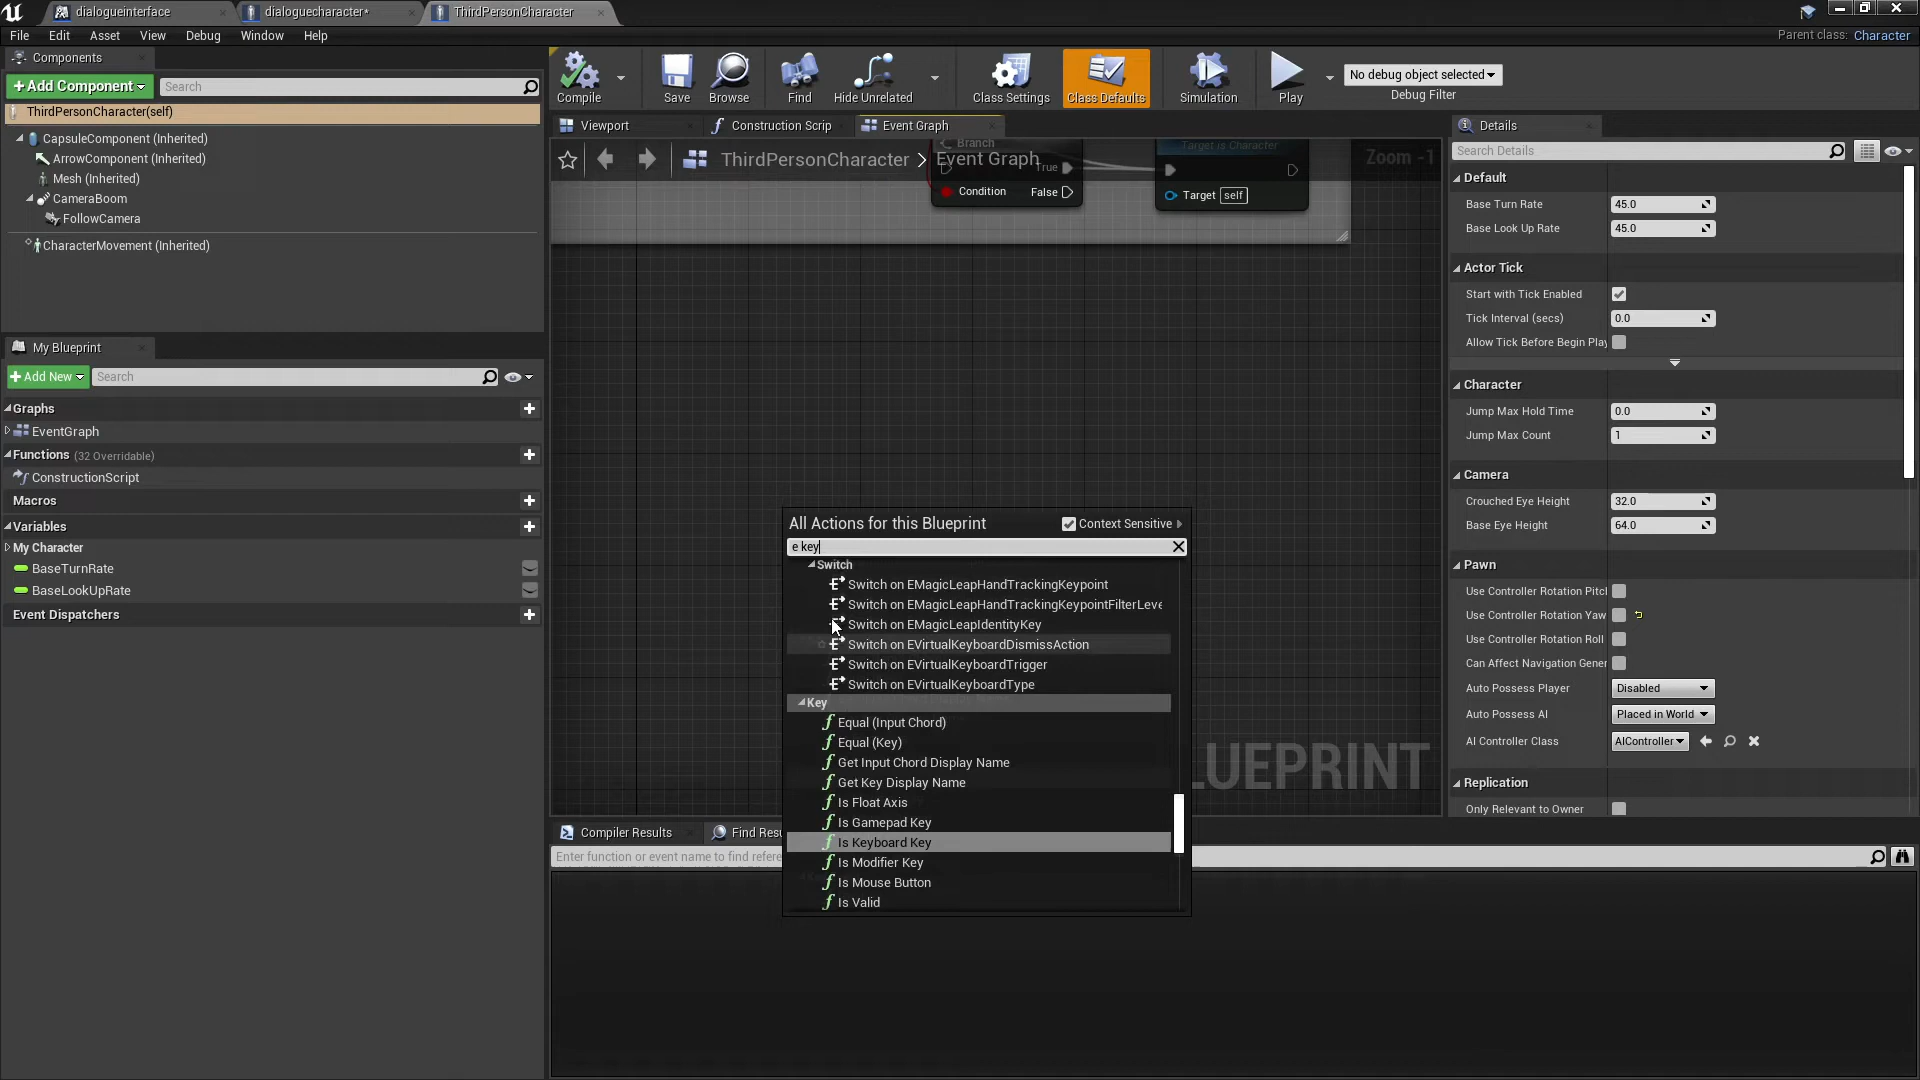 dialogueinterface
dialoguecharacter*
ThirdPersonCharacter
File Edit Asset View Debug Window Help
Parent class: Character
Components
+Add Component
Search
ThirdPersonCharacter(self)
CapsuleComponent (Inherited)
ArrowComponent (Inherited)
Mesh (Inherited)
CameraBoom
FollowCamera
CharacterMovement (Inherited)
My Blueprint
+Add New
Search
Graphs
EventGraph
Functions (32 Overridable)
ConstructionScript
Macros
Variables
My Character
BaseTurnRate
BaseLookUpRate
Event Dispatchers
Compile
Save
Browse
Find
Hide Unrelated
Class Settings
Class Defaults
Simulation
Play
No debug object selected
Debug Filter
Viewport
Construction Scrip
Event Graph
ThirdPersonCharacter > Event Graph
Zoom -1
Branch
True
Condition
False
Target is Character
Target self
All Actions for this Blueprint
Context Sensitive
e key
Switch
Switch on EMagicLeapHandTrackingKeypoint
Switch on EMagicLeapHandTrackingKeypointFilterLeve
Switch on EMagicLeapIdentityKey
Switch on EVirtualKeyboardDismissAction
Switch on EVirtualKeyboardTrigger
Switch on EVirtualKeyboardType
Key
Equal (Input Chord)
Equal (Key)
Get Input Chord Display Name
Get Key Display Name
Is Float Axis
Is Gamepad Key
Is Keyboard Key
Is Modifier Key
Is Mouse Button
Is Valid
LUEPRINT
Compiler Results
Find Resu
Enter function or event name to find refere
Details
Search Details
Default
Base Turn Rate 45.0
Base Look Up Rate 45.0
Actor Tick
Start with Tick Enabled
Tick Interval (secs) 0.0
Allow Tick Before Begin Play
Character
Jump Max Hold Time 0.0
Jump Max Count 1
Camera
Crouched Eye Height 32.0
Base Eye Height 64.0
Pawn
Use Controller Rotation Pitcl
Use Controller Rotation Yaw
Use Controller Rotation Roll
Can Affect Navigation Gener
Auto Possess Player Disabled
Auto Possess AI Placed in World
AI Controller Class AIController
Replication
Only Relevant to Owner